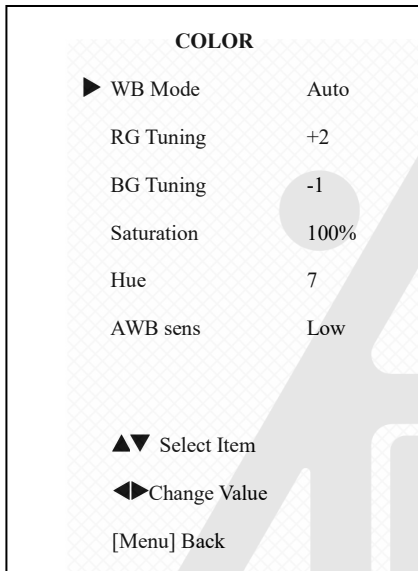 COLOR
▶ WB Mode Auto
RG Tuning +2
BG Tuning -1
Saturation 100%
Hue 7
AWB sens Low
▲▼ Select Item
◀▶Change Value
[Menu] Back